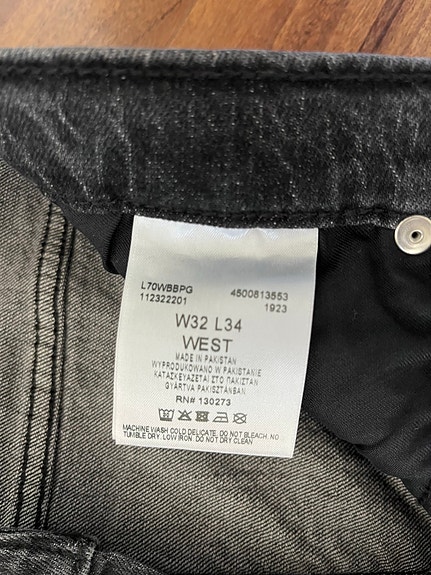 L70WBBPG 4500813553
112322201 1923
W32 L34
WEST
MADE IN PAKISTAN
WYPRODUKOWANO W PAKISTANIE
ΚΑΤΑΣΚΕΥΑΖΕΤΑΙ ΣΤΟ ΠΑΚΙΣΤΑΝ
GYÁRTVA PAKISZTÁNBAN
RN# 130273
MACHINE WASH COLD DELICATE. DO NOT BLEACH. NO
TUMBLE DRY. LOW IRON. DO NOT DRY CLEAN